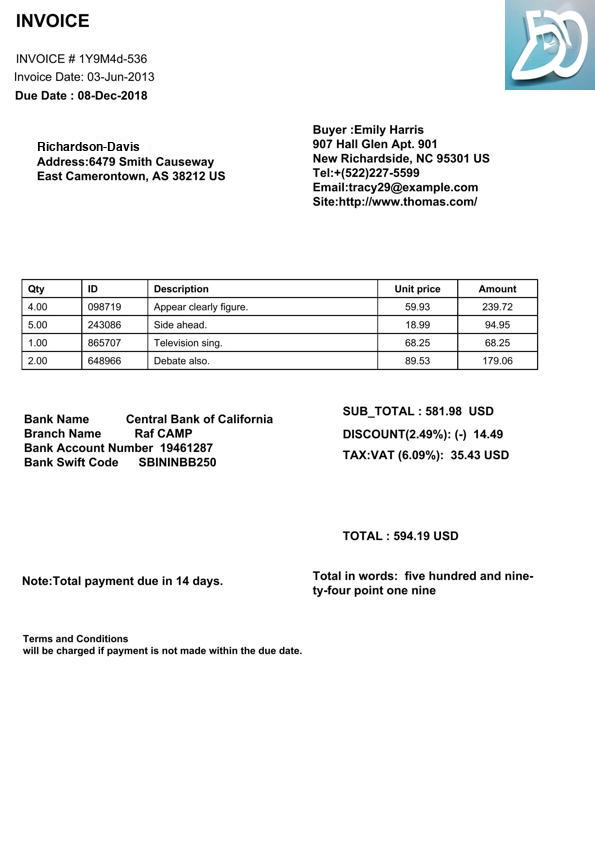 INVOICE
INVOICE # 1Y9M4d-536
Invoice Date: 03-Jun-2013
Due Date : 08-Dec-2018
Richardson-Davis
Address:6479 Smith Causeway
East Camerontown, AS 38212 US
Buyer :Emily Harris
907 Hall Glen Apt. 901
New Richardside, NC 95301 US
Tel:+(522)227-5599
Email:tracy29@example.com
Site:http://www.thomas.com/
Qty ID Description Unit price Amount
4.00 098719 Appear clearly figure. 59.93 239.72
5.00 243086 Side ahead. 18.99 94.95
1.00 865707 Television sing. 68.25 68.25
2.00 648966 Debate also. 89.53 179.06
Bank Name Central Bank of California
Branch Name Raf CAMP
Bank Account Number 19461287
Bank Swift Code SBININBB250
SUB_TOTAL : 581.98 USD
DISCOUNT(2.49%): (-) 14.49
TAX:VAT (6.09%): 35.43 USD
TOTAL : 594.19 USD
Note:Total payment due in 14 days.
Total in words: five hundred and nine-
ty-four point one nine
Terms and Conditions
will be charged if payment is not made within the due date.